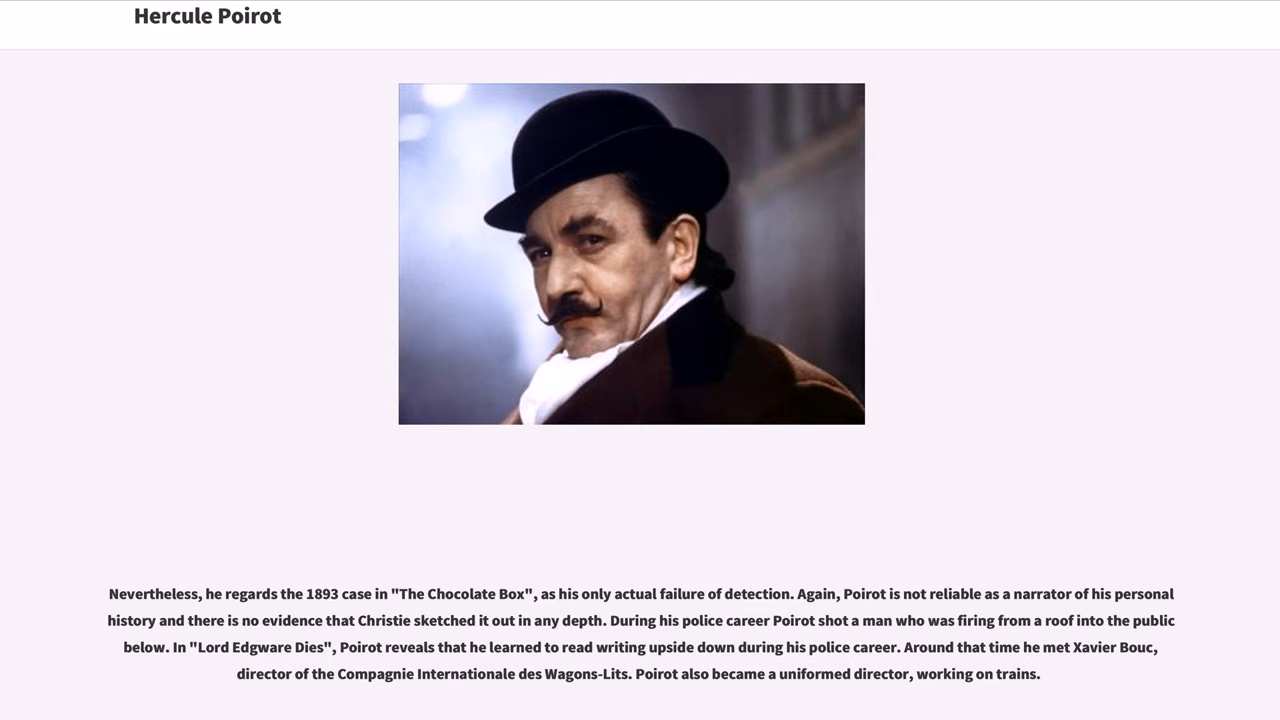 Hercule Poirot
Nevertheless, he regards the 1893 case in "The Chocolate Box", as his only actual failure of detection. Again, Poirot is not reliable as a narrator of his personal
history and there is no evidence that Christie sketched it out in any depth. During his police career Poirot shot a man who was firing from a roof into the public
below. In "Lord Edgware Dies", Poirot reveals that he learned to read writing upside down during his police career. Around that time he met Xavier Bouc,
director of the Compagnie Internationale des Wagons-Lits. Poirot also became a uniformed director, working on trains.